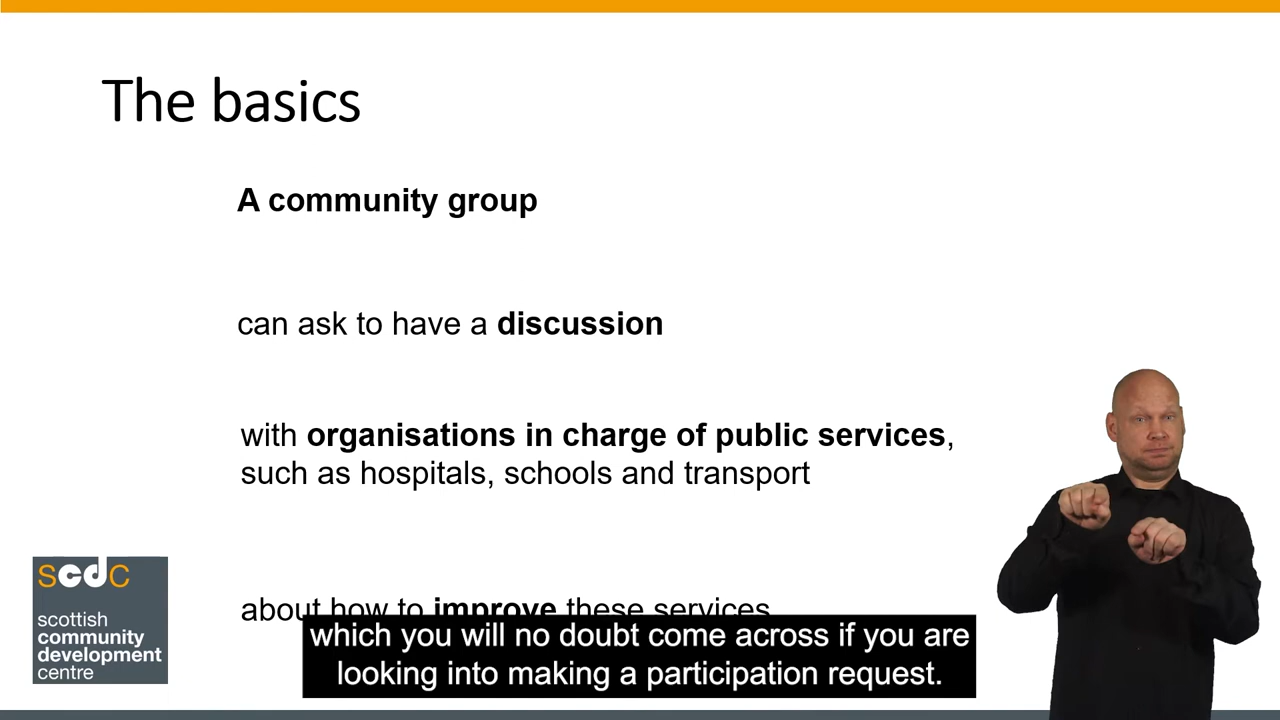 The basics
A community group
can ask to have a discussion
with organisations in charge of public services,
such as hospitals, schools and transport
about how to improve these services
scdc
scottish
community
development
centre
which you will no doubt come across if you are
looking into making a participation request.